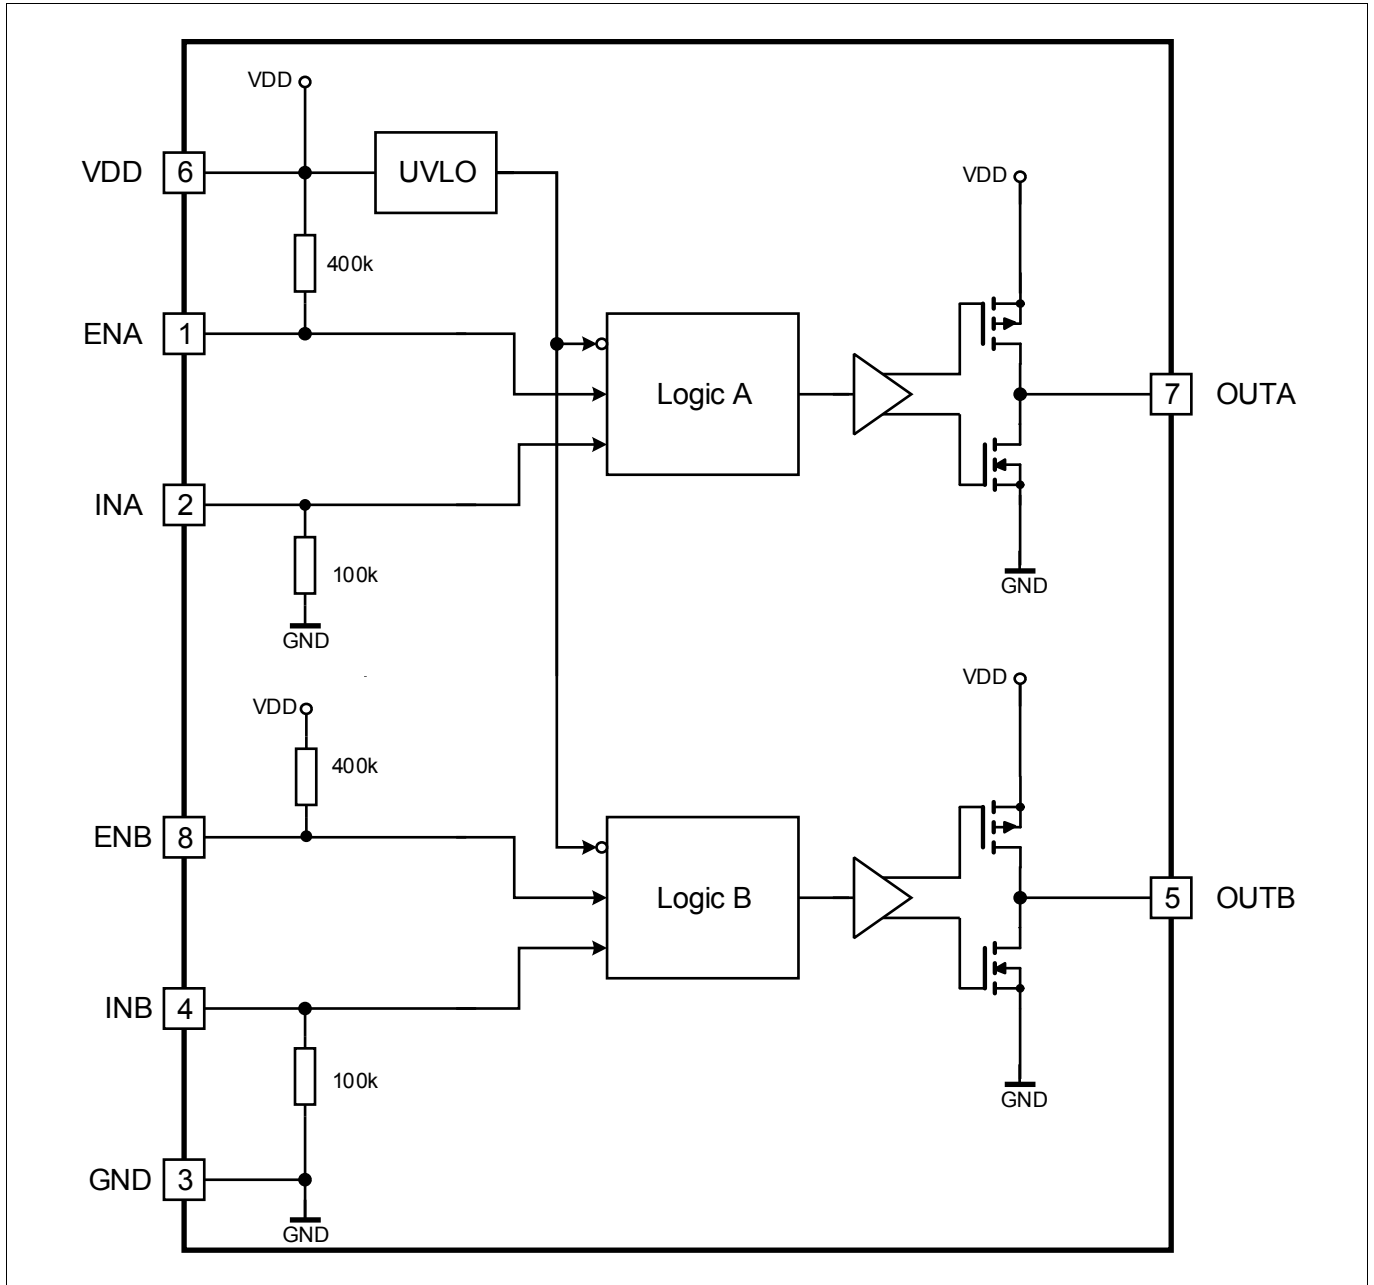 VDD
VDD 6 UVLO
VDD
400k
ENA 1
Logic A
7 OUTA
INA 2
100k
GND
GND
VDD
VDD
400k
ENB 8
Logic B
5 OUTB
INB 4
100k
GND
GND 3
GND